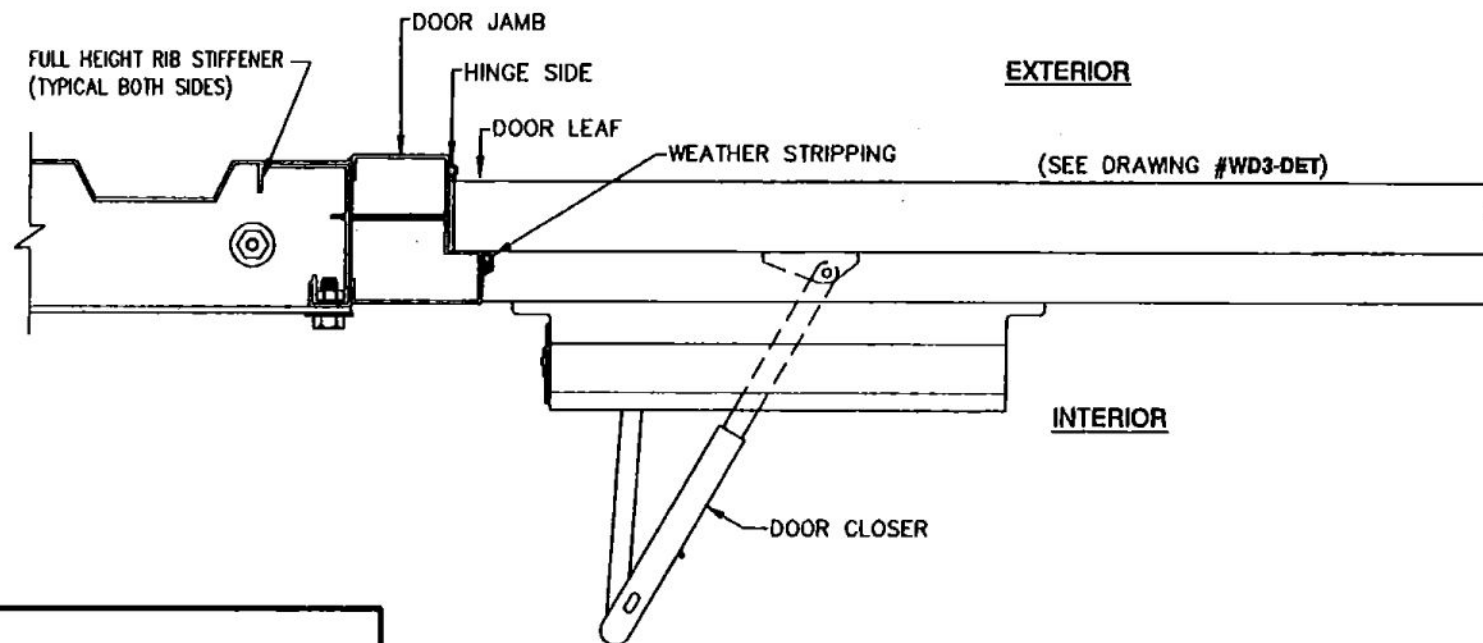 DOOR JAMB
FULL HEIGHT RIB STIFFENER
(TYPICAL BOTH SIDES)
HINGE SIDE
EXTERIOR
DOOR LEAF
WEATHER STRIPPING
(SEE DRAWING #WD3-DET)
INTERIOR
DOOR CLOSER